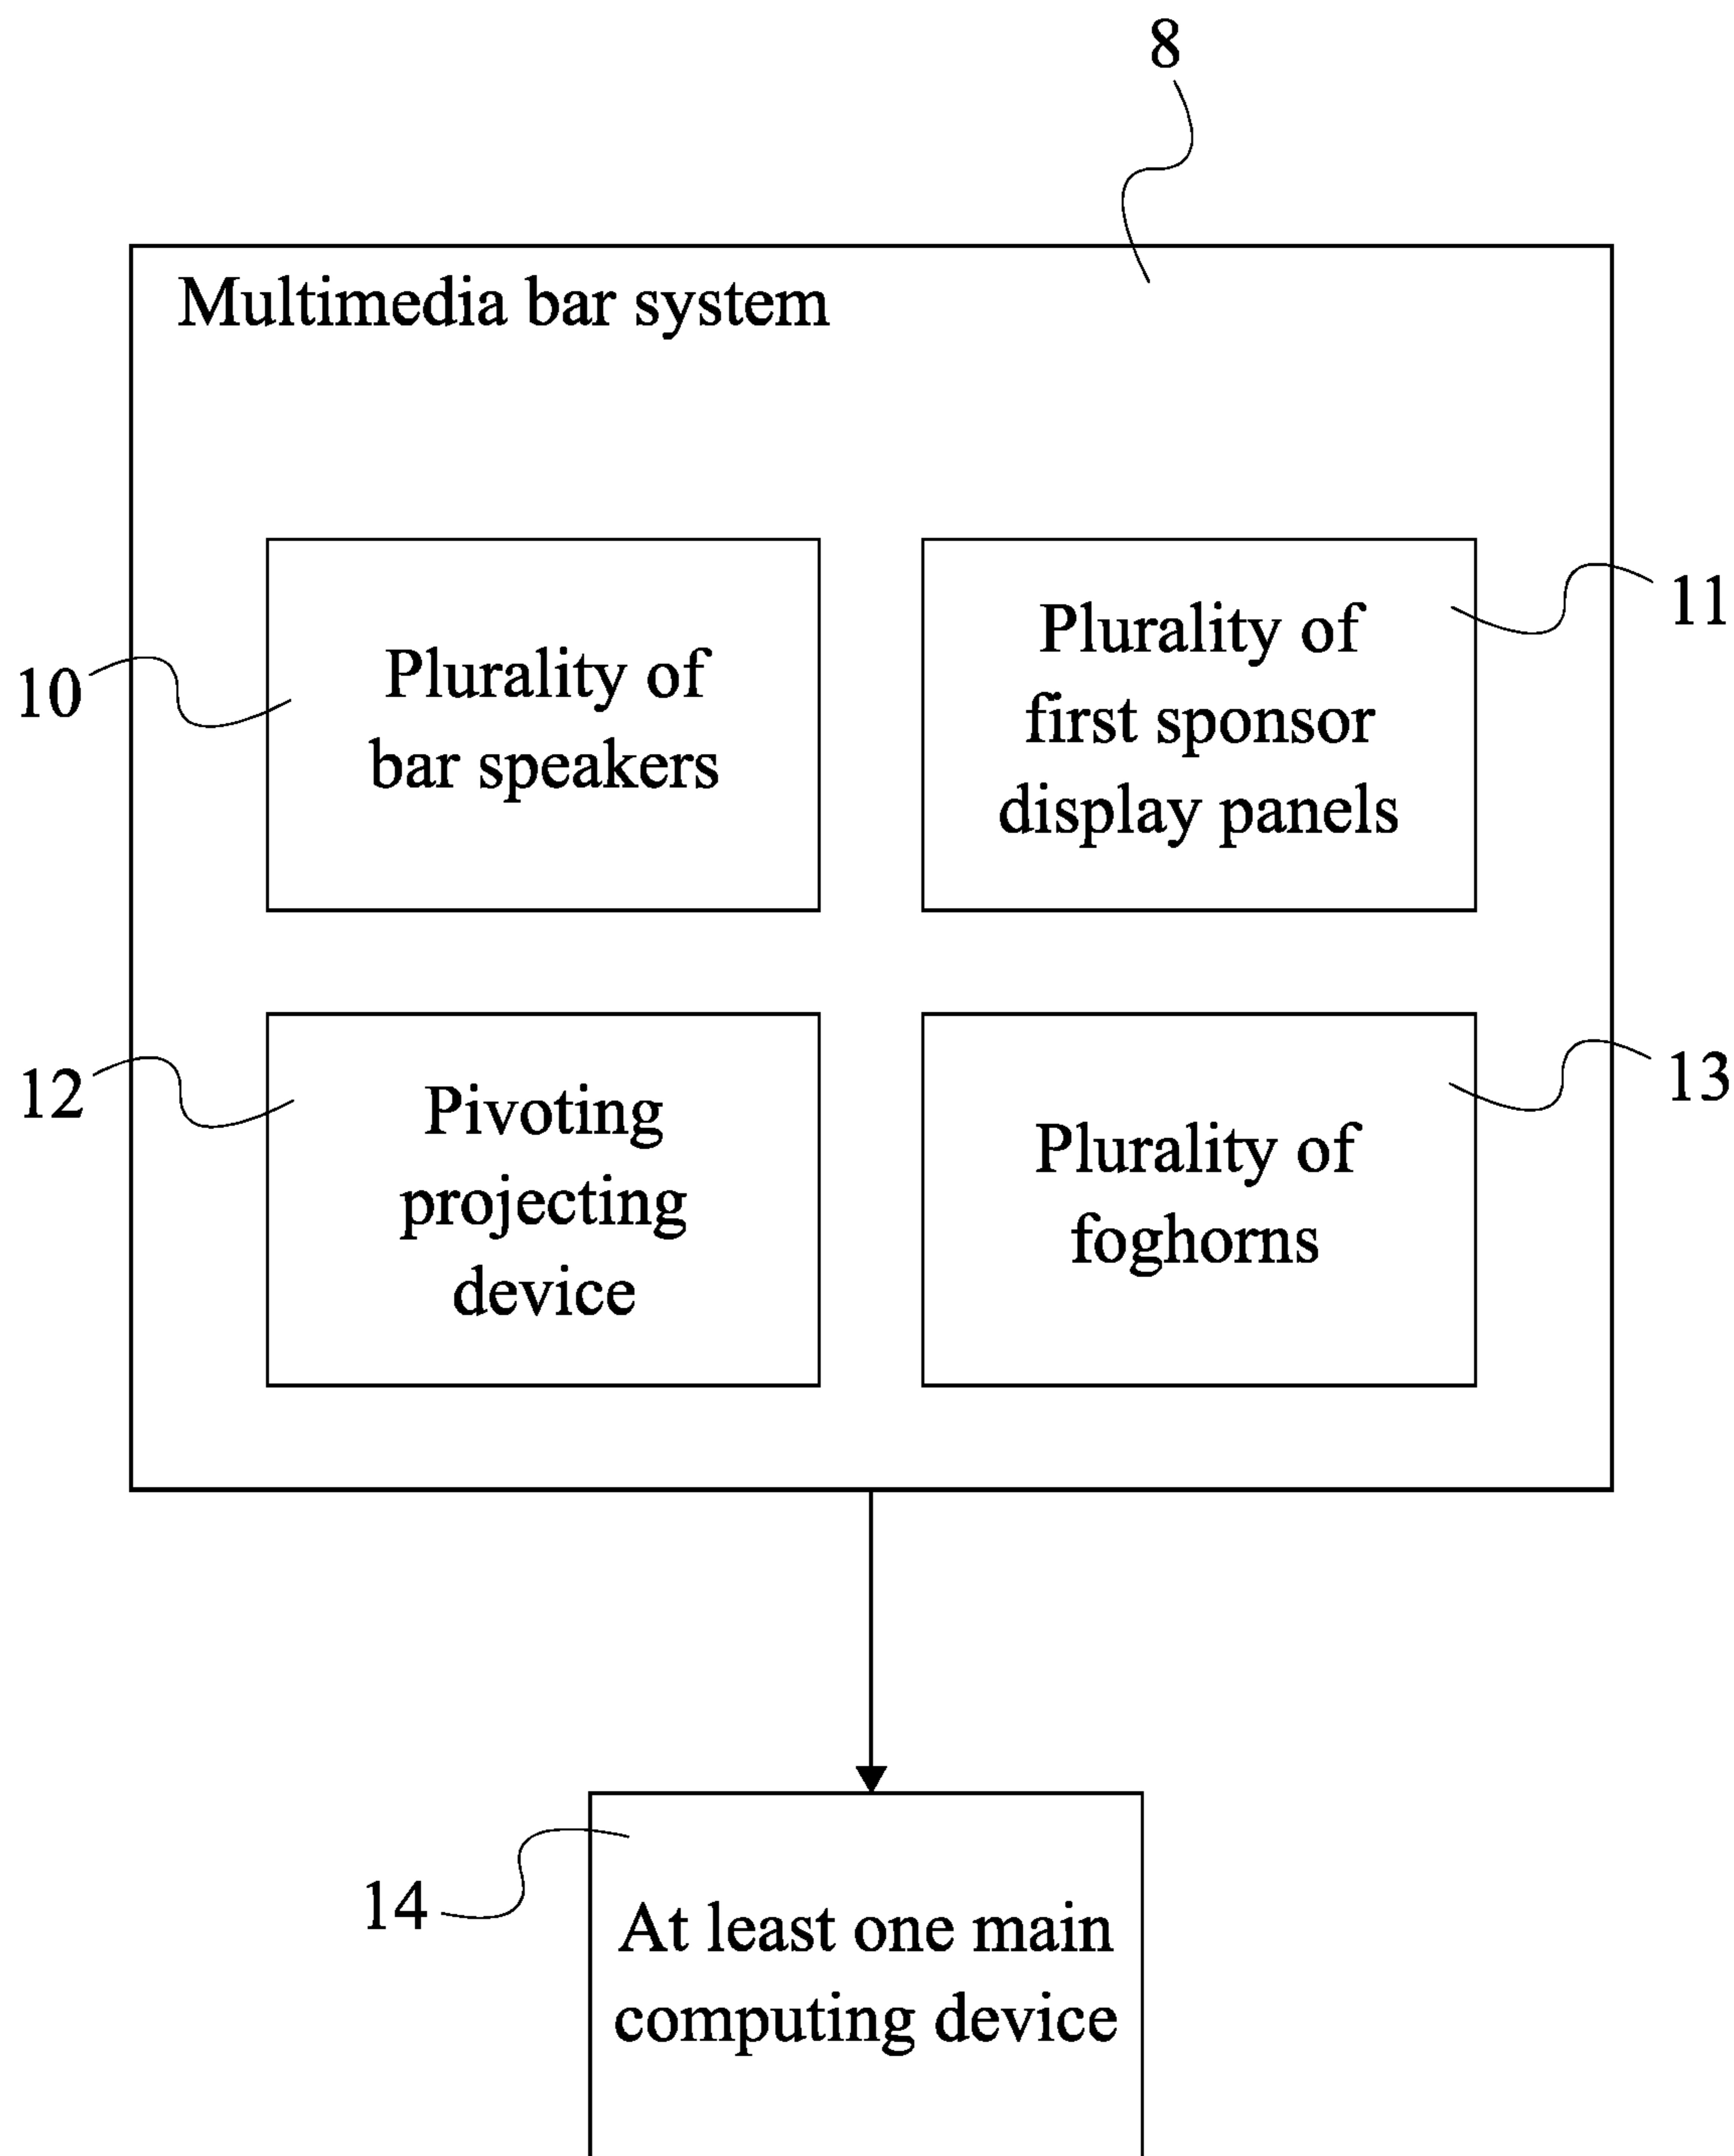 8
Multimedia bar system
10
Plurality of
bar speakers
Plurality of
first sponsor
display panels
11
12
Pivoting
projecting
device
Plurality of
foghorns
13
14
At least one main
computing device